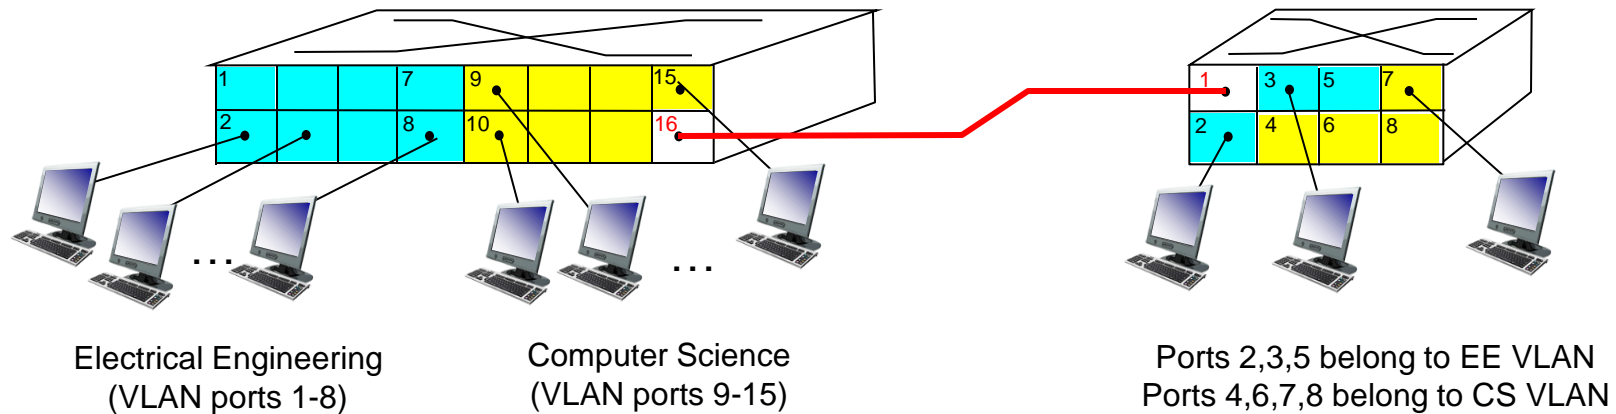 1 7 9 15
2 8 10 16
1 3 5 7
2 4 6 8
... ...
Electrical Engineering
(VLAN ports 1-8)
Computer Science
(VLAN ports 9-15)
Ports 2,3,5 belong to EE VLAN
Ports 4,6,7,8 belong to CS VLAN